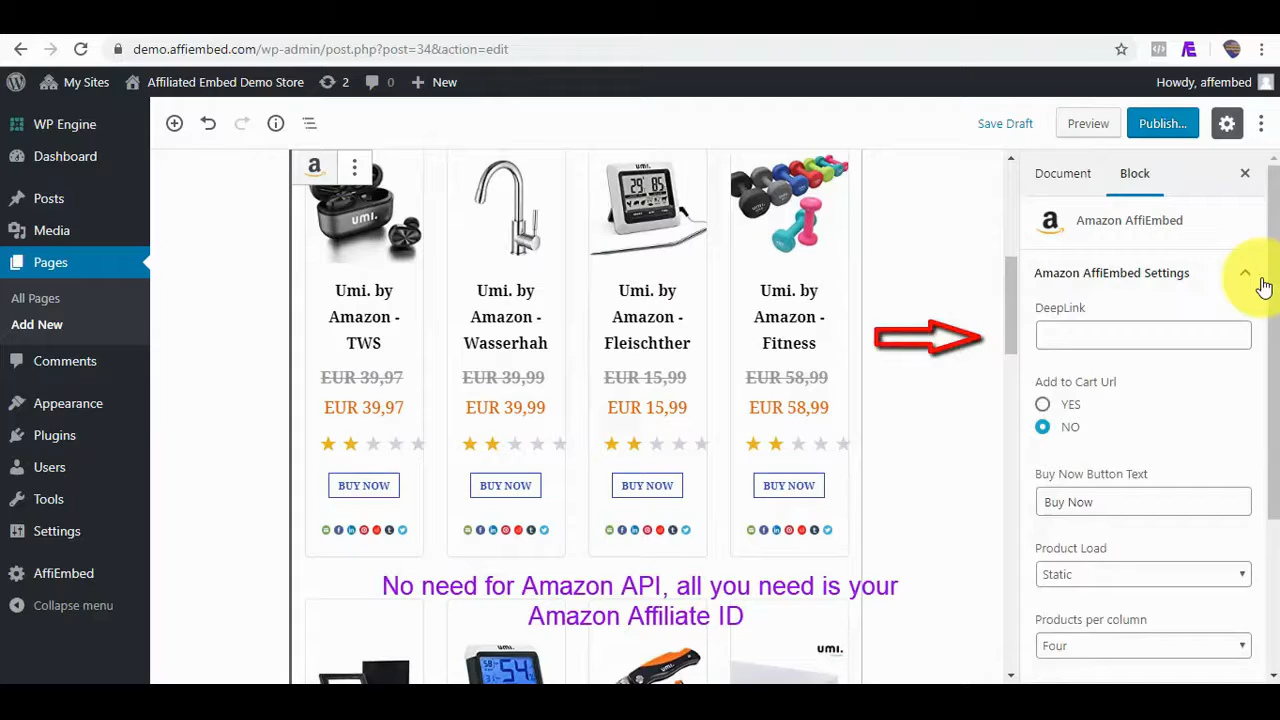 demo.affiembed.com/wp-admin/post.php?post=34&action=edit
My Sites
Affiliated Embed Demo Store
2
0
New
Howdy, affembed
WP Engine
Dashboard
Posts
Media
Pages
All Pages
Add New
Comments
Appearance
Plugins
Users
Tools
Settings
AffiEmbed
Collapse menu
Save Draft
Preview
Publish...
umi.
Umi. by
Amazon -
TWS
EUR 39,97
EUR 39,97
BUY NOW
Umi. by
Amazon -
Wasserhah
EUR 39,99
EUR 39,99
BUY NOW
umi.
29 85
Umi. by
Amazon -
Fleischther
EUR 15,99
EUR 15,99
BUY NOW
Umi. by
Amazon -
Fitness
EUR 58,99
EUR 58,99
BUY NOW
No need for Amazon API, all you need is your
Amazon Affiliate ID
umi.
umi.
umi.
Document
Block
Amazon AffiEmbed
Amazon AffiEmbed Settings
DeepLink
Add to Cart Url
YES
NO
Buy Now Button Text
Buy Now
Product Load
Static
Products per column
Four